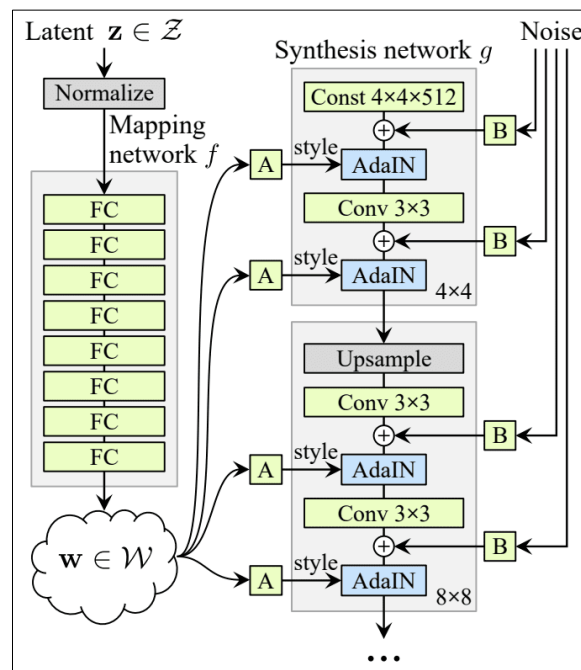 Latent z ∈ 𝒵
Normalize
Mapping
network f
FC
FC
FC
FC
FC
FC
FC
FC
w ∈ 𝒲
Synthesis network g
Noise
Const 4×4×512
B
A
style
AdaIN
Conv 3×3
B
A
style
AdaIN
4×4
Upsample
Conv 3×3
B
A
style
AdaIN
Conv 3×3
B
A
style
AdaIN
8×8
...